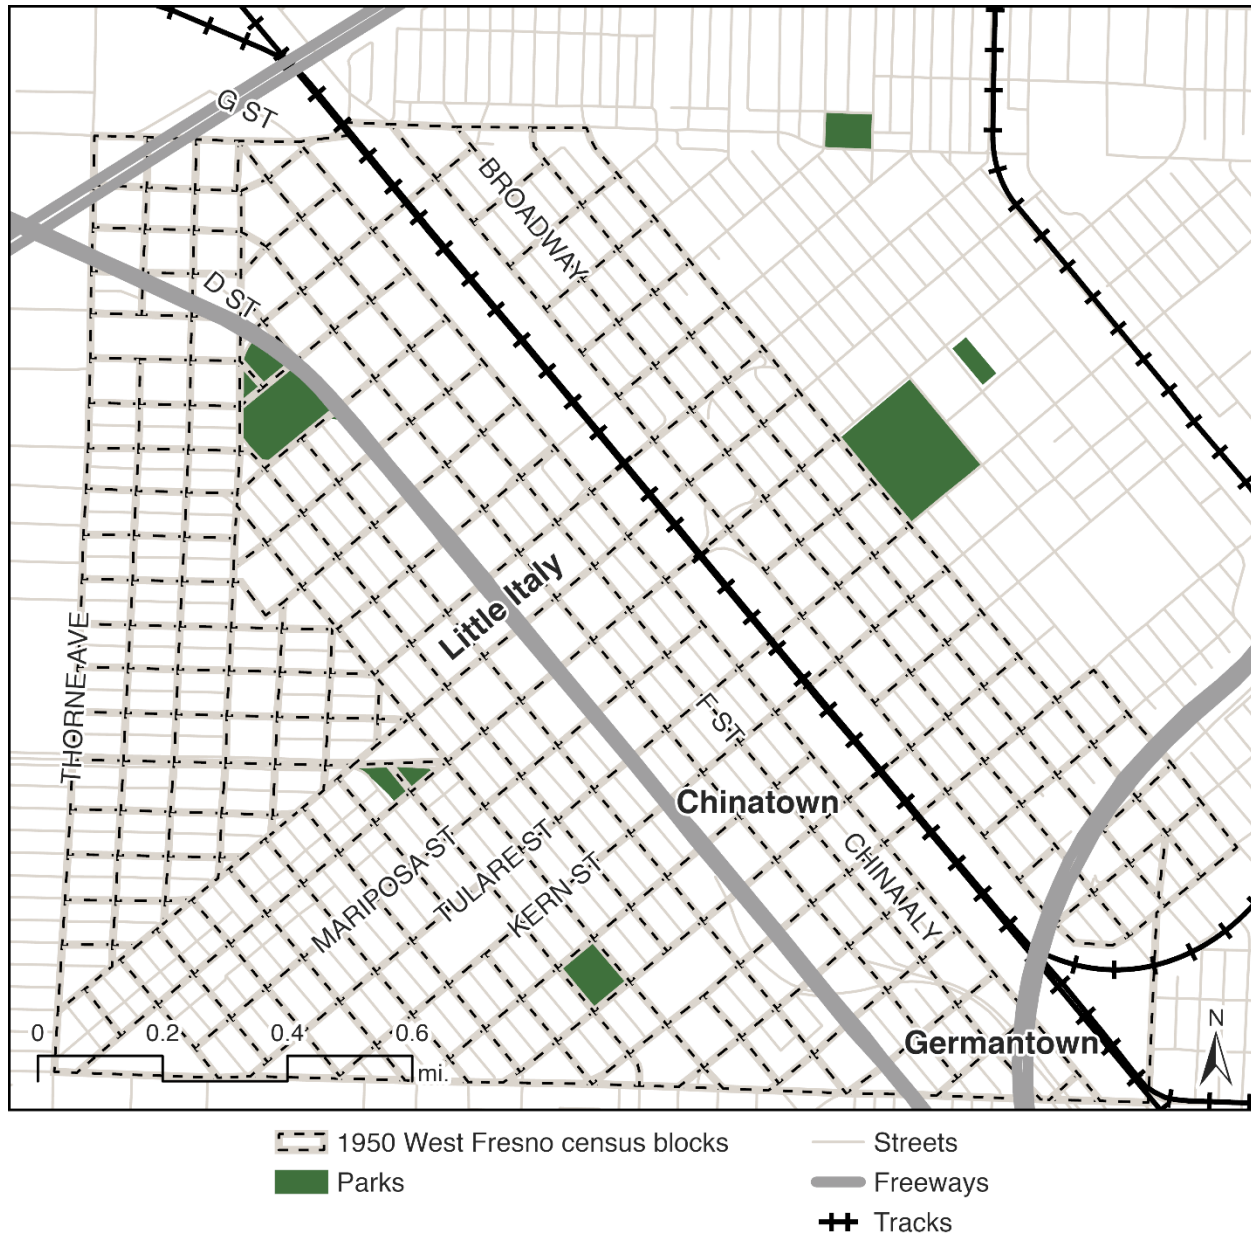 G ST
BROADWAY
D ST
Little Italy
THORNE AVE
F ST
Chinatown
MARIPOSA ST
TULARE ST
KERN ST
CHINA ALY
0 0.2 0.4 0.6
mi.
Germantown
N
1950 West Fresno census blocks
Parks
Streets
Freeways
Tracks